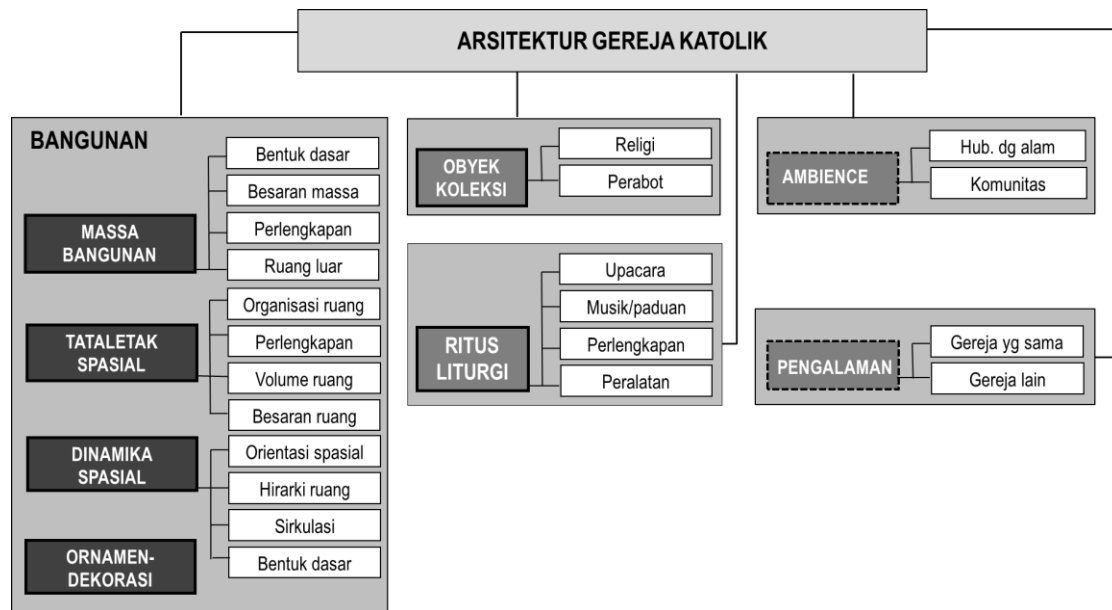 ARSITEKTUR GEREJA KATOLIK
BANGUNAN
MASSA
BANGUNAN
Bentuk dasar
Besaran massa
Perlengkapan
Ruang luar
TATALETAK
SPASIAL
Organisasi ruang
Perlengkapan
Volume ruang
Besaran ruang
DINAMIKA
SPASIAL
Orientasi spasial
Hirarki ruang
Sirkulasi
Bentuk dasar
ORNAMEN-
DEKORASI
OBYEK
KOLEKSI
Religi
Perabot
RITUS
LITURGI
Upacara
Musik/paduan
Perlengkapan
Peralatan
AMBIENCE
Hub. dg alam
Komunitas
PENGALAMAN
Gereja yg sama
Gereja lain